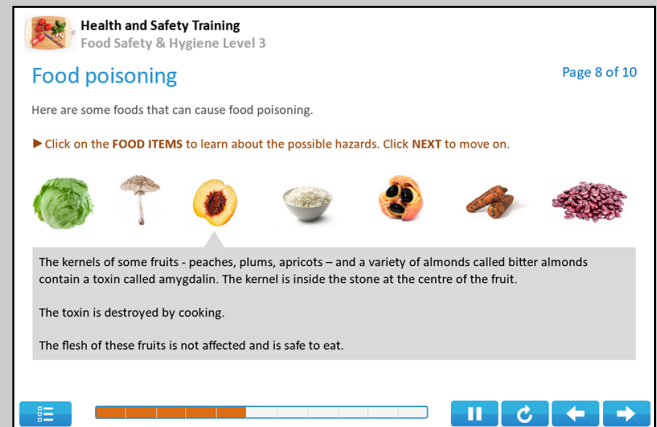 Health and Safety Training
Food Safety & Hygiene Level 3
Food poisoning
Page 8 of 10
Here are some foods that can cause food poisoning.
►Click on the FOOD ITEMS to learn about the possible hazards. Click NEXT to move on.
The kernels of some fruits - peaches, plums, apricots – and a variety of almonds called bitter almonds
contain a toxin called amygdalin. The kernel is inside the stone at the centre of the fruit.
The toxin is destroyed by cooking.
The flesh of these fruits is not affected and is safe to eat.